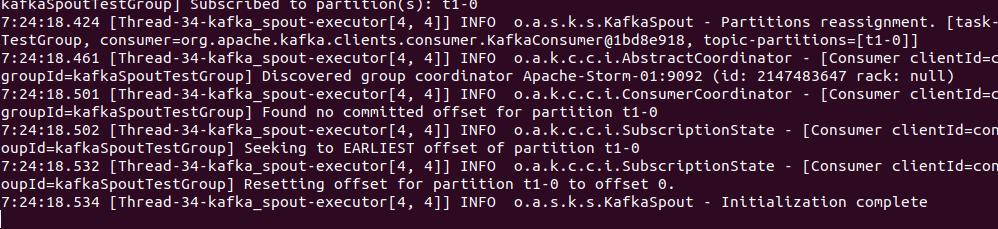 kafkaSpoutTestGroup] Subscribed to partition(s): t1-0
7:24:18.424 [Thread-34-kafka_spout-executor[4, 4]] INFO  o.a.s.k.s.KafkaSpout - Partitions reassignment. [task-
TestGroup, consumer=org.apache.kafka.clients.consumer.KafkaConsumer@1bd8e918, topic-partitions=[t1-0]]
7:24:18.461 [Thread-34-kafka_spout-executor[4, 4]] INFO  o.a.k.c.c.i.AbstractCoordinator - [Consumer clientId=c
groupId=kafkaSpoutTestGroup] Discovered group coordinator Apache-Storm-01:9092 (id: 2147483647 rack: null)
7:24:18.501 [Thread-34-kafka_spout-executor[4, 4]] INFO  o.a.k.c.c.i.ConsumerCoordinator - [Consumer clientId=c
groupId=kafkaSpoutTestGroup] Found no committed offset for partition t1-0
7:24:18.502 [Thread-34-kafka_spout-executor[4, 4]] INFO  o.a.k.c.c.i.SubscriptionState - [Consumer clientId=con
oupId=kafkaSpoutTestGroup] Seeking to EARLIEST offset of partition t1-0
7:24:18.532 [Thread-34-kafka_spout-executor[4, 4]] INFO  o.a.k.c.c.i.SubscriptionState - [Consumer clientId=con
oupId=kafkaSpoutTestGroup] Resetting offset for partition t1-0 to offset 0.
7:24:18.534 [Thread-34-kafka_spout-executor[4, 4]] INFO  o.a.s.k.s.KafkaSpout - Initialization complete